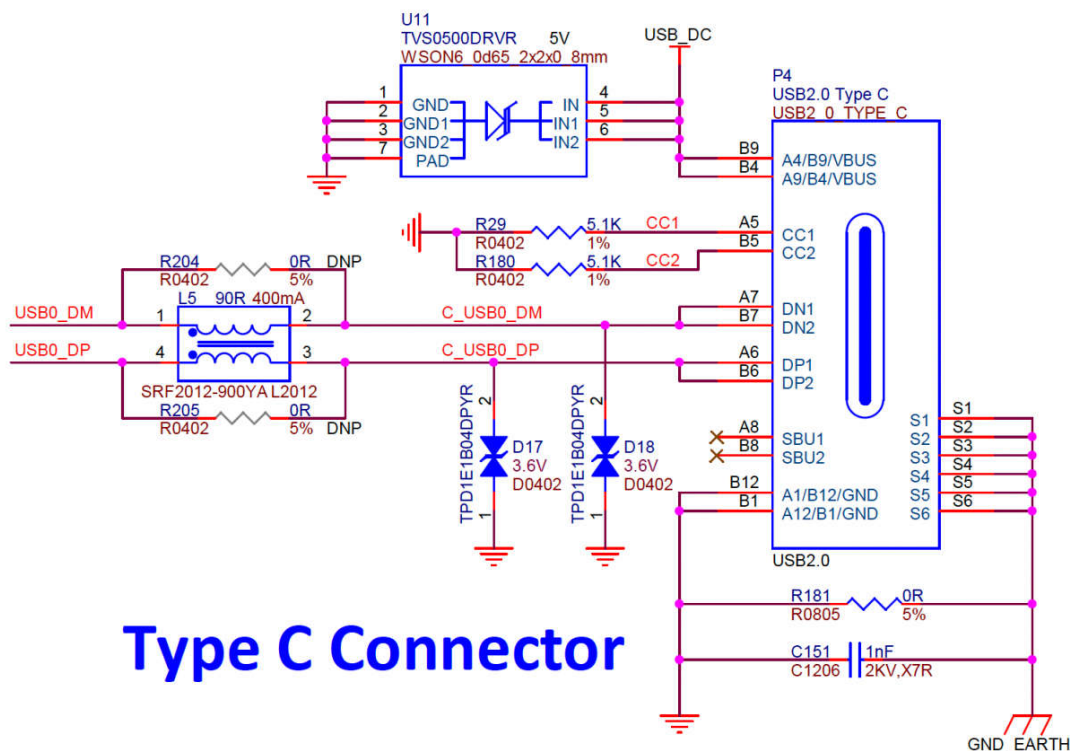 U11
TVS0500DRVR 5V
WSON6_0d65_2x2x0_8mm
USB_DC
1 GND IN 4
2 GND1 IN1 5
3 GND2 IN2 6
7 PAD
P4
USB2.0 Type C
USB2_0_TYPE_C
B9 A4/B9/VBUS
B4 A9/B4/VBUS
R29 5.1K CC1 A5 CC1
R0402 1%
B5 CC2
R180 5.1K CC2
R0402 1%
R204 0R DNP
R0402 5%
L5 90R 400mA
USB0_DM 1 2 C_USB0_DM
A7 DN1
B7 DN2
USB0_DP 4 3 C_USB0_DP
A6 DP1
B6 DP2
SRF2012-900YA L2012
R205 0R
R0402 5% DNP
2 2
TPD1E1B04DPYR D17
3.6V
D0402
TPD1E1B04DPYR D18
3.6V
D0402
1 1
A8 SBU1
B8 SBU2
B12 A1/B12/GND
B1 A12/B1/GND
S1 S1
S2 S2
S3 S3
S4 S4
S5 S5
S6 S6
USB2.0
R181 0R
R0805 5%
C151 1nF
C1206 2KV,X7R
Type C Connector
GND_EARTH